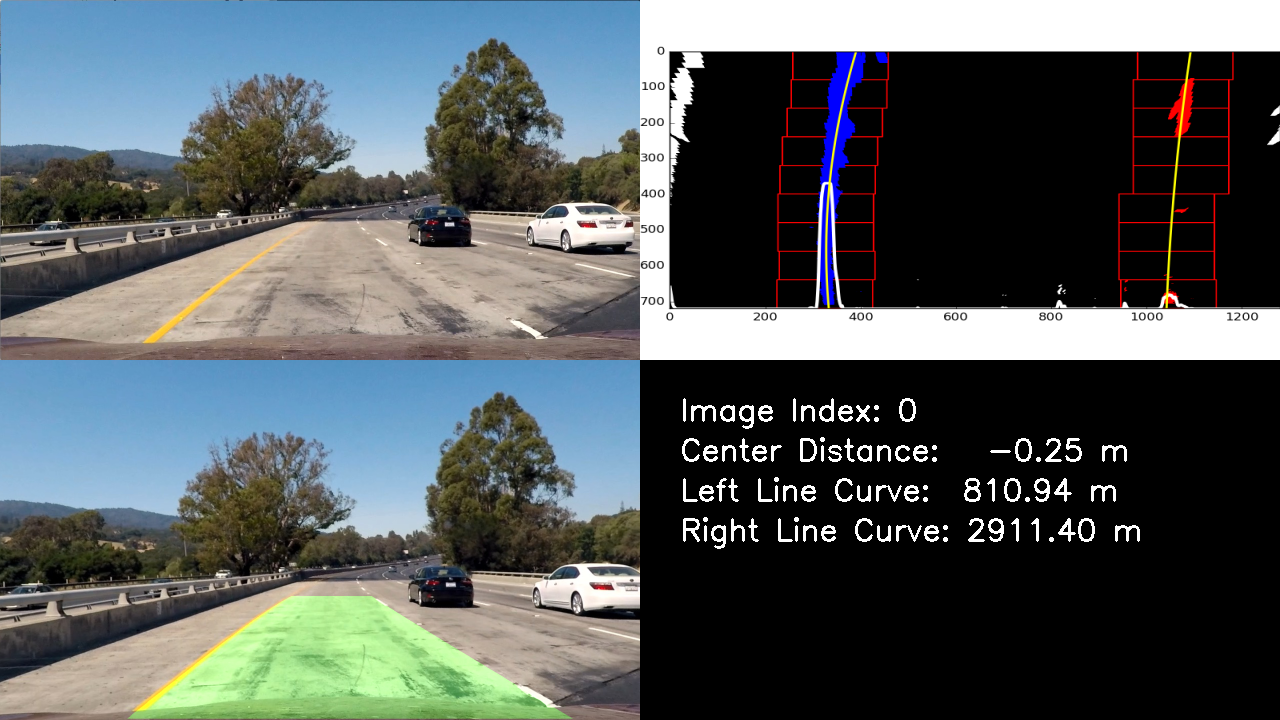 0
100
200
300
400
500
600
700
0 200 400 600 800 1000 1200
Image Index: 0
Center Distance: -0.25 m
Left Line Curve: 810.94 m
Right Line Curve: 2911.40 m